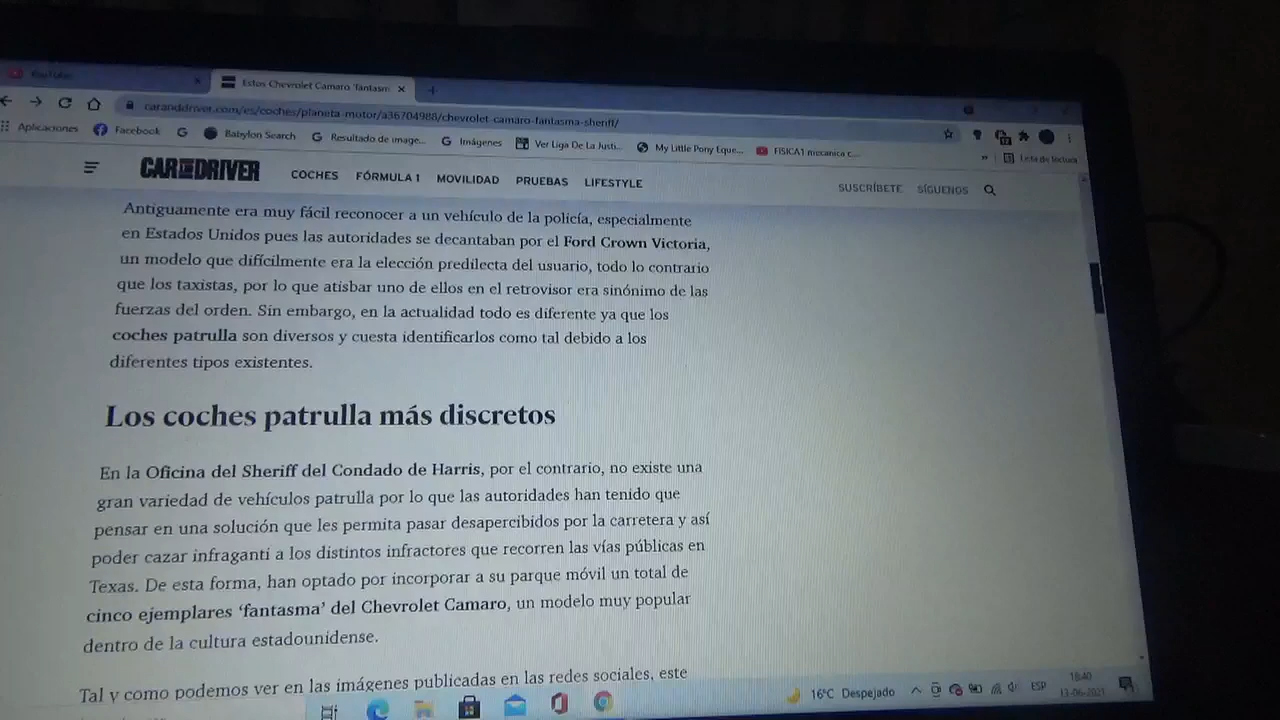 YouTube
Estos Chevrolet Camaro 'fantasm
caranddriver.com/es/coches/planeta-motor/a36704988/chevrolet-camaro-fantasma-sheriff/
Aplicaciones Facebook Babylon Search Resultado de image... Imágenes Ver Liga De La Justi... My Little Pony Eque... FISICA1 mecanica c... » Lista de lectura
CAR AND DRIVER COCHES FÓRMULA 1 MOVILIDAD PRUEBAS LIFESTYLE SUSCRÍBETE SÍGUENOS
Antiguamente era muy fácil reconocer a un vehículo de la policía, especialmente
en Estados Unidos pues las autoridades se decantaban por el Ford Crown Victoria,
un modelo que difícilmente era la elección predilecta del usuario, todo lo contrario
que los taxistas, por lo que atisbar uno de ellos en el retrovisor era sinónimo de las
fuerzas del orden. Sin embargo, en la actualidad todo es diferente ya que los
coches patrulla son diversos y cuesta identificarlos como tal debido a los
diferentes tipos existentes.
Los coches patrulla más discretos
En la Oficina del Sheriff del Condado de Harris, por el contrario, no existe una
gran variedad de vehículos patrulla por lo que las autoridades han tenido que
pensar en una solución que les permita pasar desapercibidos por la carretera y así
poder cazar infraganti a los distintos infractores que recorren las vías públicas en
Texas. De esta forma, han optado por incorporar a su parque móvil un total de
cinco ejemplares 'fantasma' del Chevrolet Camaro, un modelo muy popular
dentro de la cultura estadounidense.
Tal y como podemos ver en las imágenes publicadas en las redes sociales, este
16°C Despejado ESP 18:40
13-06-2021